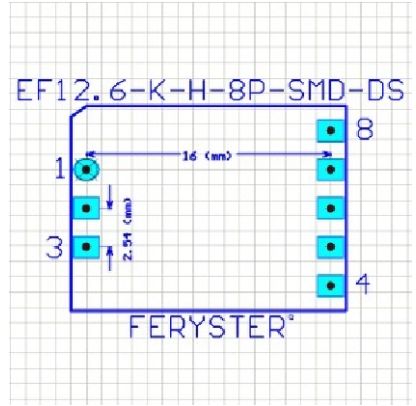 EF12.6-K-H-8P-SMD-DS
8
1
16 (mm)
2.54 (mm)
3
4
FERYSTER®